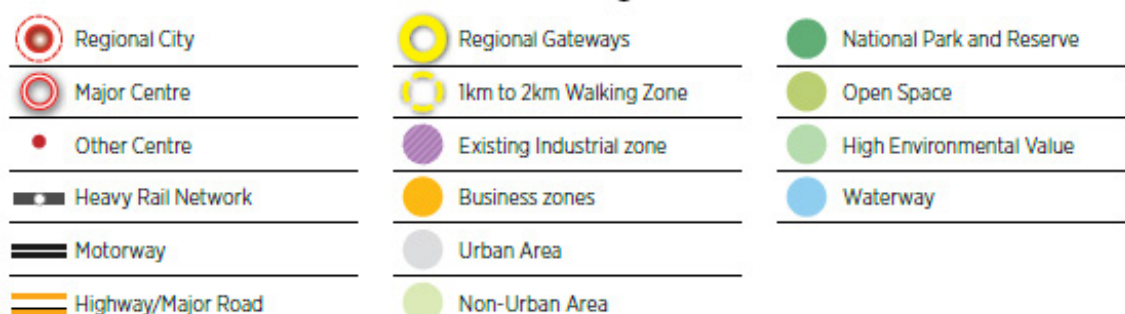 Regional City
Major Centre
Other Centre
Heavy Rail Network
Motorway
Highway/Major Road
Regional Gateways
1km to 2km Walking Zone
Existing Industrial zone
Business zones
Urban Area
Non-Urban Area
National Park and Reserve
Open Space
High Environmental Value
Waterway